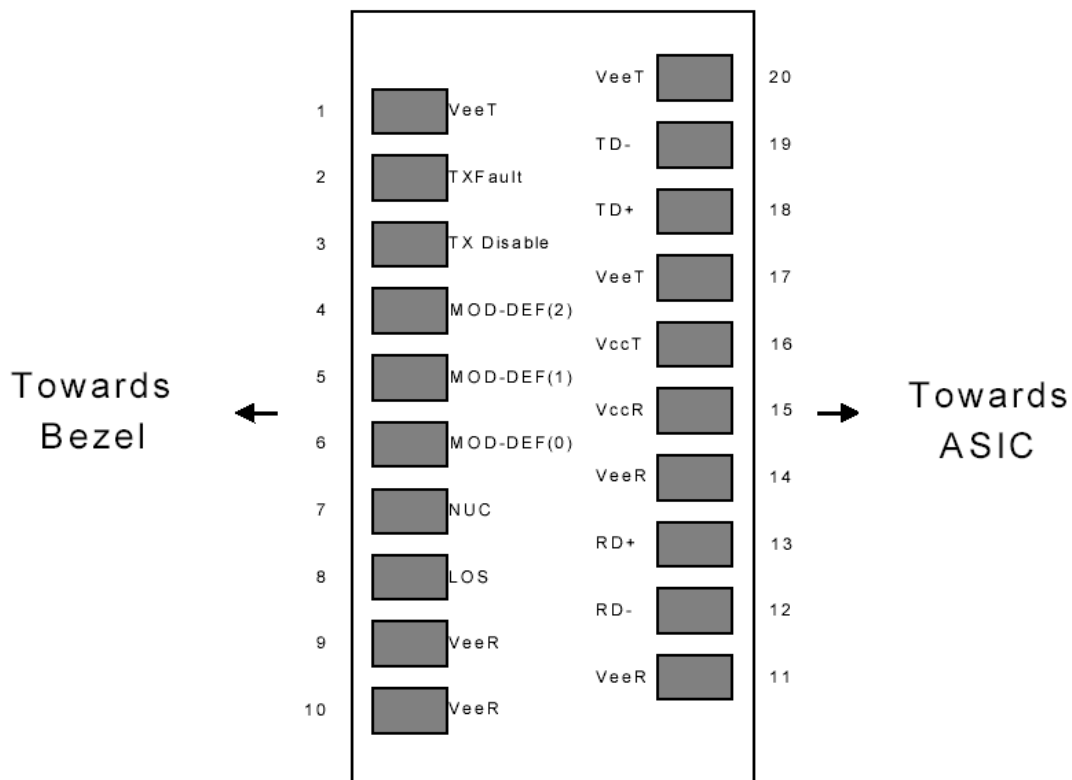 VeeT 20
1 VeeT
TD- 19
2 TXFault
TD+ 18
3 TX Disable
VeeT 17
4 MOD-DEF(2)
VccT 16
5 MOD-DEF(1)
Towards
Bezel
VccR 15
Towards
ASIC
6 MOD-DEF(0)
VeeR 14
7 NUC
RD+ 13
8 LOS
RD- 12
9 VeeR
VeeR 11
10 VeeR